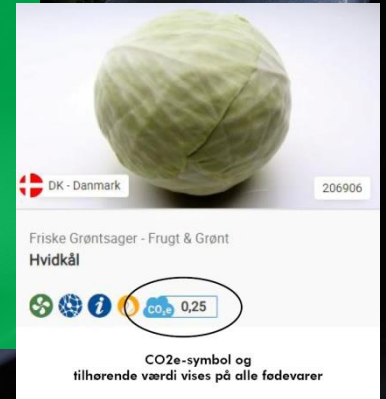 DK - Danmark
206906
Friske Grøntsager - Frugt & Grønt
Hvidkål
i
CO₂e 0,25
CO2e-symbol og
tilhørende værdi vises på alle fødevarer